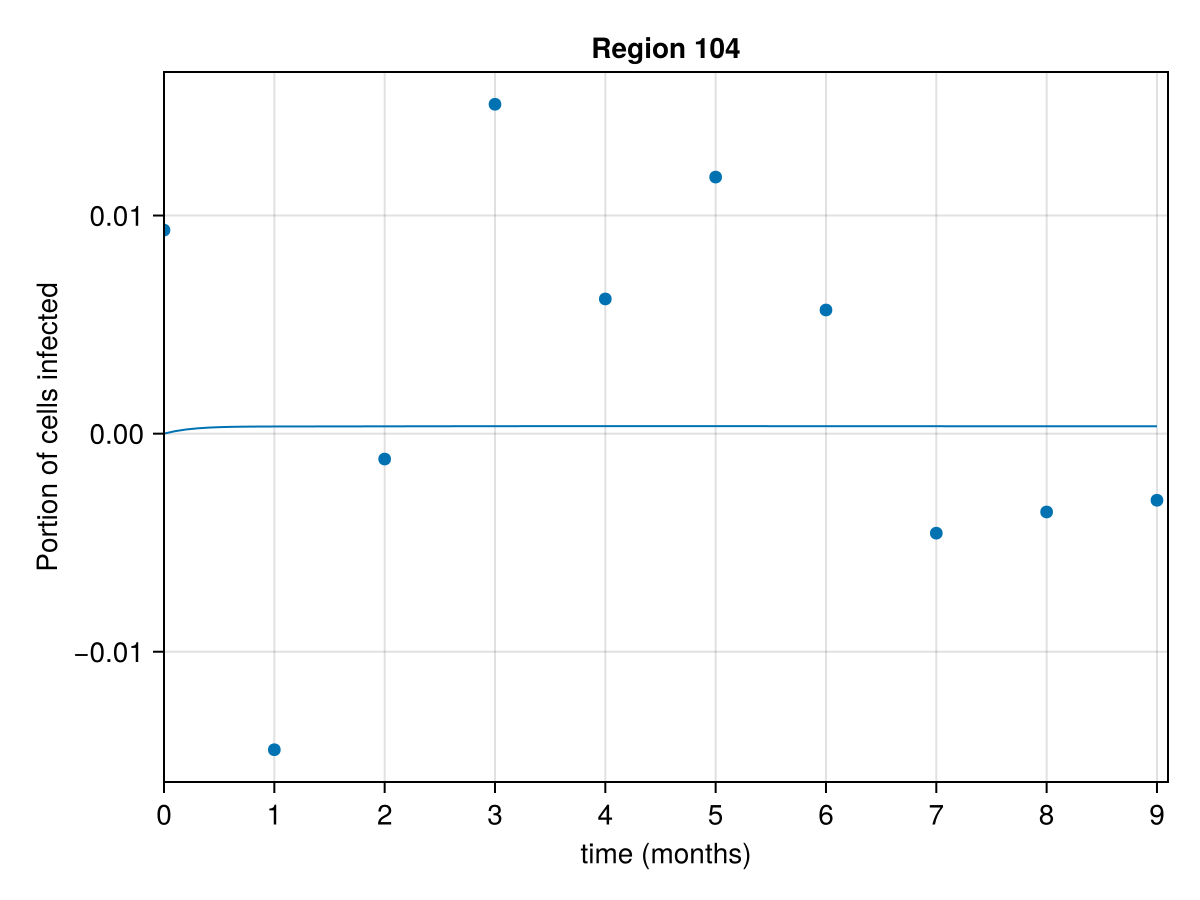 Region 104
Portion of cells infected
0.01
0.00
−0.01
0 1 2 3 4 5 6 7 8 9
time (months)